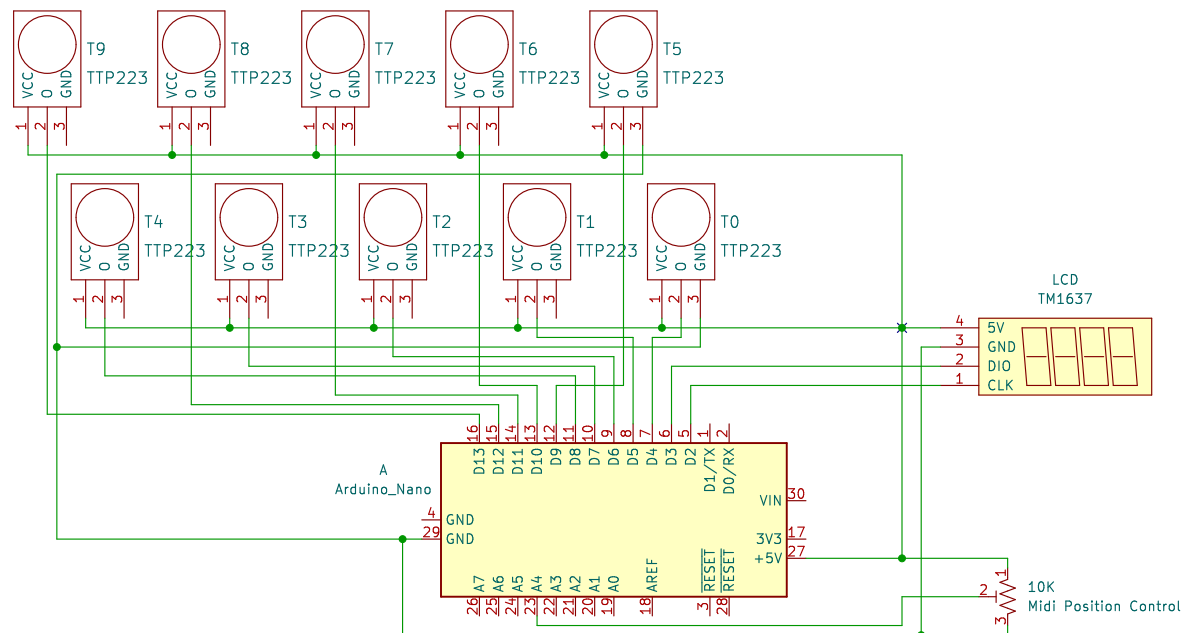 T9
TTP223
VCC
O
GND
1
2
3
T8
TTP223
VCC
O
GND
1
2
3
T7
TTP223
VCC
O
GND
1
2
3
T6
TTP223
VCC
O
GND
1
2
3
T5
TTP223
VCC
O
GND
1
2
3
T4
TTP223
VCC
O
GND
1
2
3
T3
TTP223
VCC
O
GND
1
2
3
T2
TTP223
VCC
O
GND
1
2
3
T1
TTP223
VCC
O
GND
1
2
3
T0
TTP223
VCC
O
GND
1
2
3
LCD
TM1637
4 5V
3 GND
2 DIO
1 CLK
A
Arduino_Nano
16 D13
15 D12
14 D11
13 D10
12 D9
11 D8
10 D7
9 D6
8 D5
7 D4
6 D3
5 D2
1 D1/TX
2 D0/RX
4 GND
29 GND
VIN 30
3V3 17
+5V 27
A7 26
A6 25
A5 24
A4 23
A3 22
A2 21
A1 20
A0 19
AREF 18
RESET 3
RESET 28
1
2
3
10K
Midi Position Control